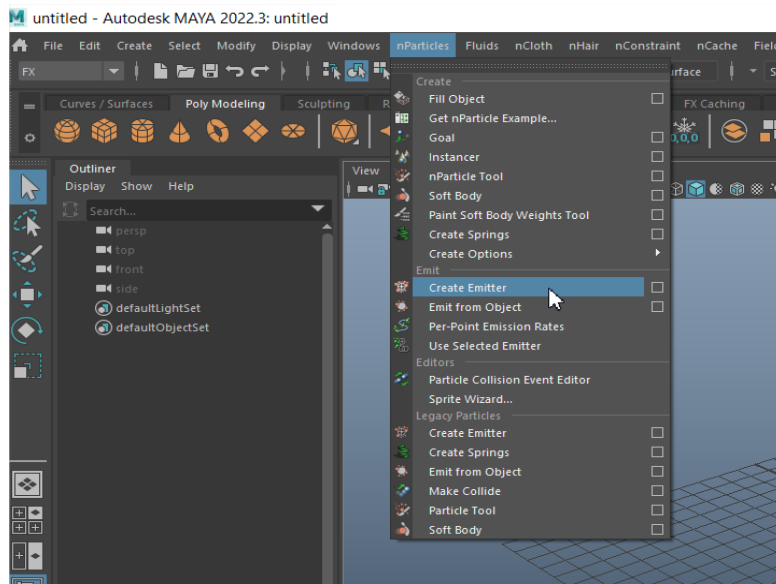 untitled - Autodesk MAYA 2022.3: untitled
File Edit Create Select Modify Display Windows nParticles Fluids nCloth nHair nConstraint nCache
FX
Curves / Surfaces Poly Modeling Sculpting FX Caching
0,0,0
Outliner
Display Show Help
Search...
persp
top
front
side
defaultLightSet
defaultObjectSet
View
Create
Fill Object
Get nParticle Example...
Goal
Instancer
nParticle Tool
Soft Body
Paint Soft Body Weights Tool
Create Springs
Create Options
Emit
Create Emitter
Emit from Object
Per-Point Emission Rates
Use Selected Emitter
Editors
Particle Collision Event Editor
Sprite Wizard...
Legacy Particles
Create Emitter
Create Springs
Emit from Object
Make Collide
Particle Tool
Soft Body